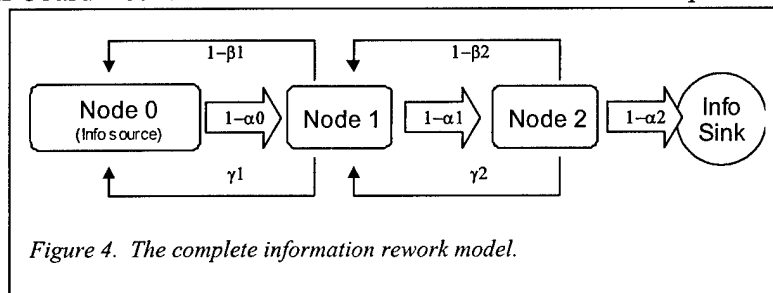 1–β1
1–β2
Node 0
(Info source)
1–α0
Node 1
1–α1
Node 2
1–α2
Info
Sink
γ1
γ2
Figure 4. The complete information rework model.